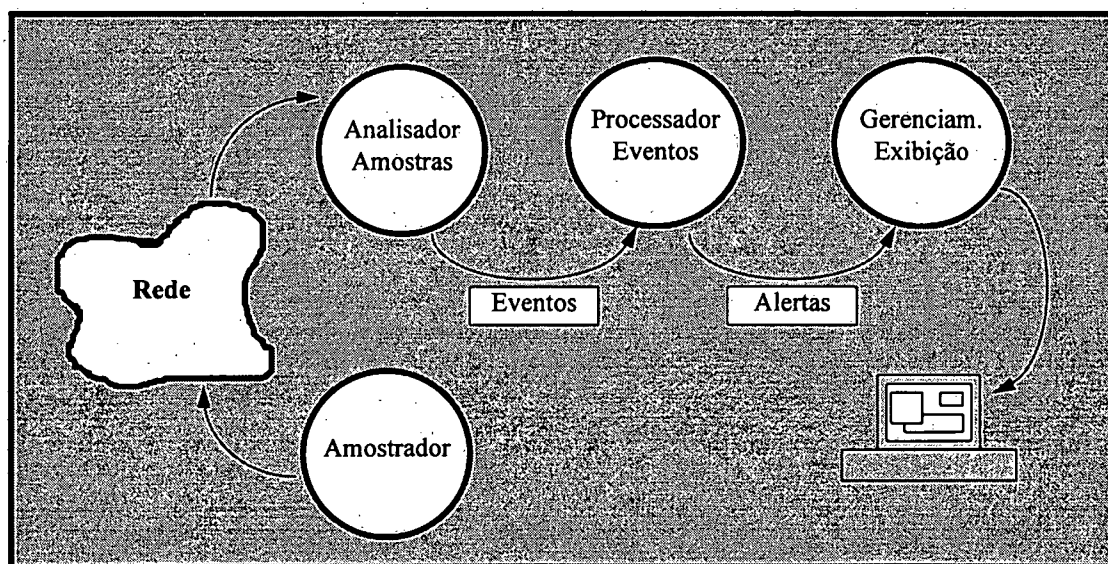 Analisador
Amostras
Processador
Eventos
Gerenciam.
Exibição
Rede
Eventos
Alertas
Amostrador